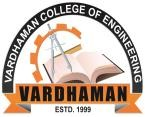 VARDHAMAN COLLEGE OF ENGINEERING
VARDHAMAN
ESTD. 1999